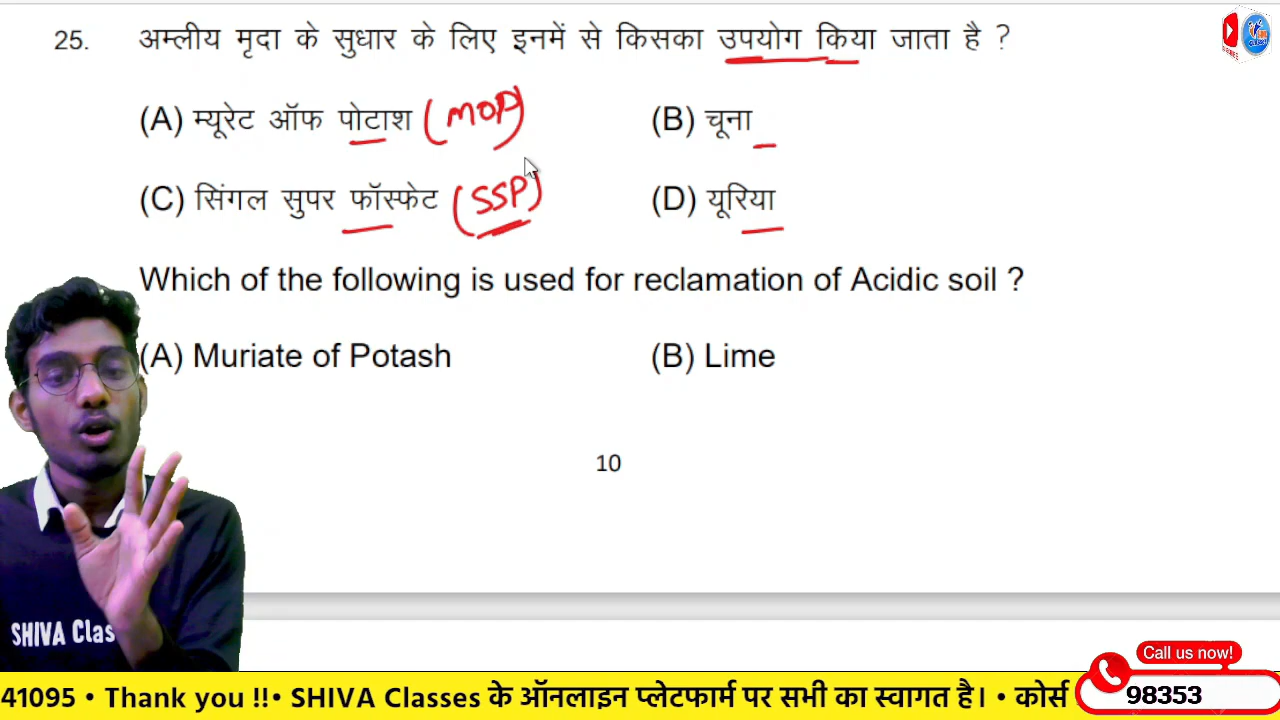 25. अम्लीय मृदा के सुधार के लिए इनमें से किसका उपयोग किया जाता है ?
(A) म्यूरेट ऑफ पोटाश (MOP) (B) चूना
(C) सिंगल सुपर फॉस्फेट (SSP) (D) यूरिया
Which of the following is used for reclamation of Acidic soil ?
(A) Muriate of Potash (B) Lime
10
SHIVA Clas
Call us now!
41095 • Thank you !!• SHIVA Classes के ऑनलाइन प्लेटफार्म पर सभी का स्वागत है। • कोर्स 98353